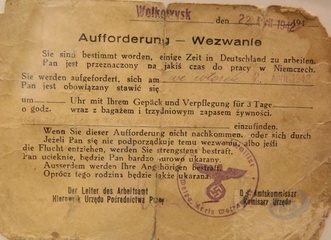 Wolkowysk
den 22. VII 194
Aufforderung — Wezwanie
Sie sind bestimmt worden, einige Zeit in Deutschland zu arbeiten.
Pan jest przeznaczony na jakiś czas do pracy w Niemczech.
Sie werden aufgefordert, sich am
Pan jest obowiązany stawić się
um Uhr mit Ihrem Gepäck und Verpflegung für 3 Tage
o godz. wraz z bagażem i trzydniowym zapasem żywności.
einzufinden.
Wenn Sie dieser Aufforderung nicht nachkommen, oder sich durch
Jeżeli Pan się nie podporządkuje temu wezwaniu, albo jeśli
die Flucht entziehen, werden Sie strengstens bestraft.
Pan ucieknie, będzie Pan bardzo surowo ukarany.
Ausserdem werden Ihre Angehörigen bestraft.
Oprócz tego rodzina będzie także ukarana.
Der Leiter des Arbeitsamt
Kierownik Urzędu Pośrednictwa Pracy
Amtskommissar
Komisarz Urzędu